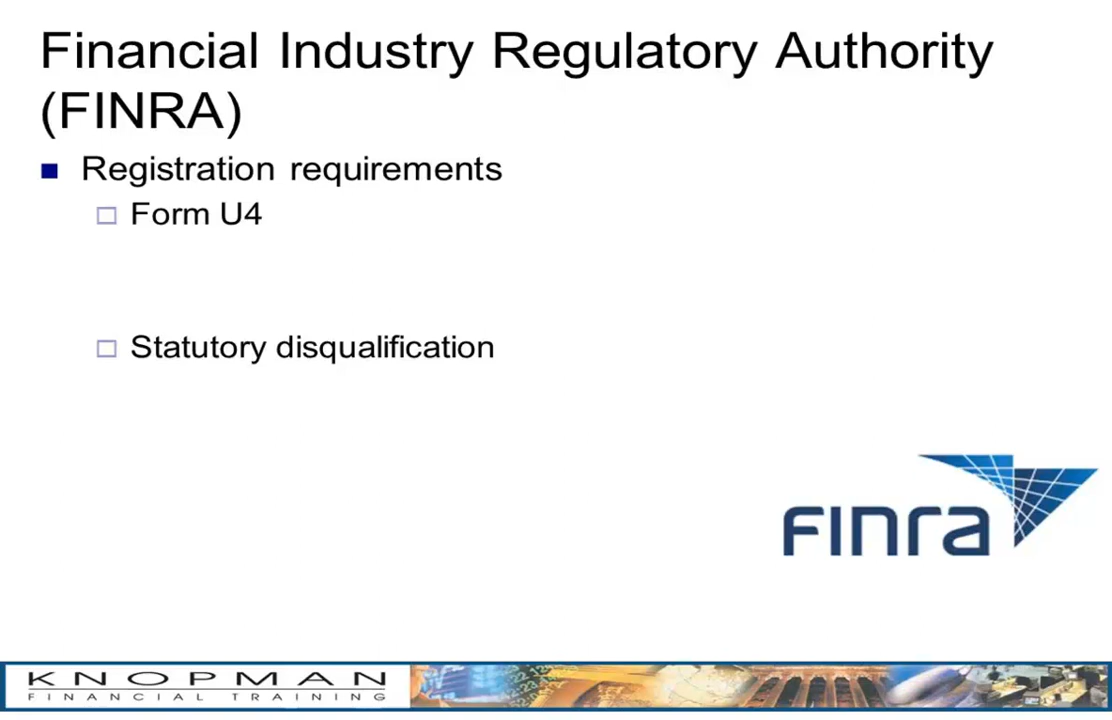 Financial Industry Regulatory Authority
(FINRA)
Registration requirements
Form U4
Statutory disqualification
FINra
KNOPMAN
FINANCIAL TRAINING